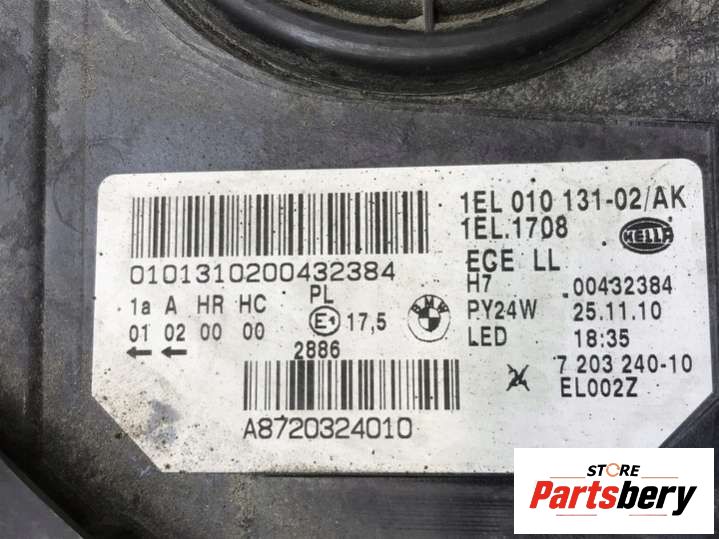 1EL 010 131-02/AK
1EL.1708
HELLA
0101310200432384
ECE LL
PL
H7 00432384
1a A HR HC
E1 17,5
BMW
PY24W 25.11.10
01 02 00 00
2886
LED 18:35
7 203 240-10
EL002Z
A8720324010
STORE
Partsbery